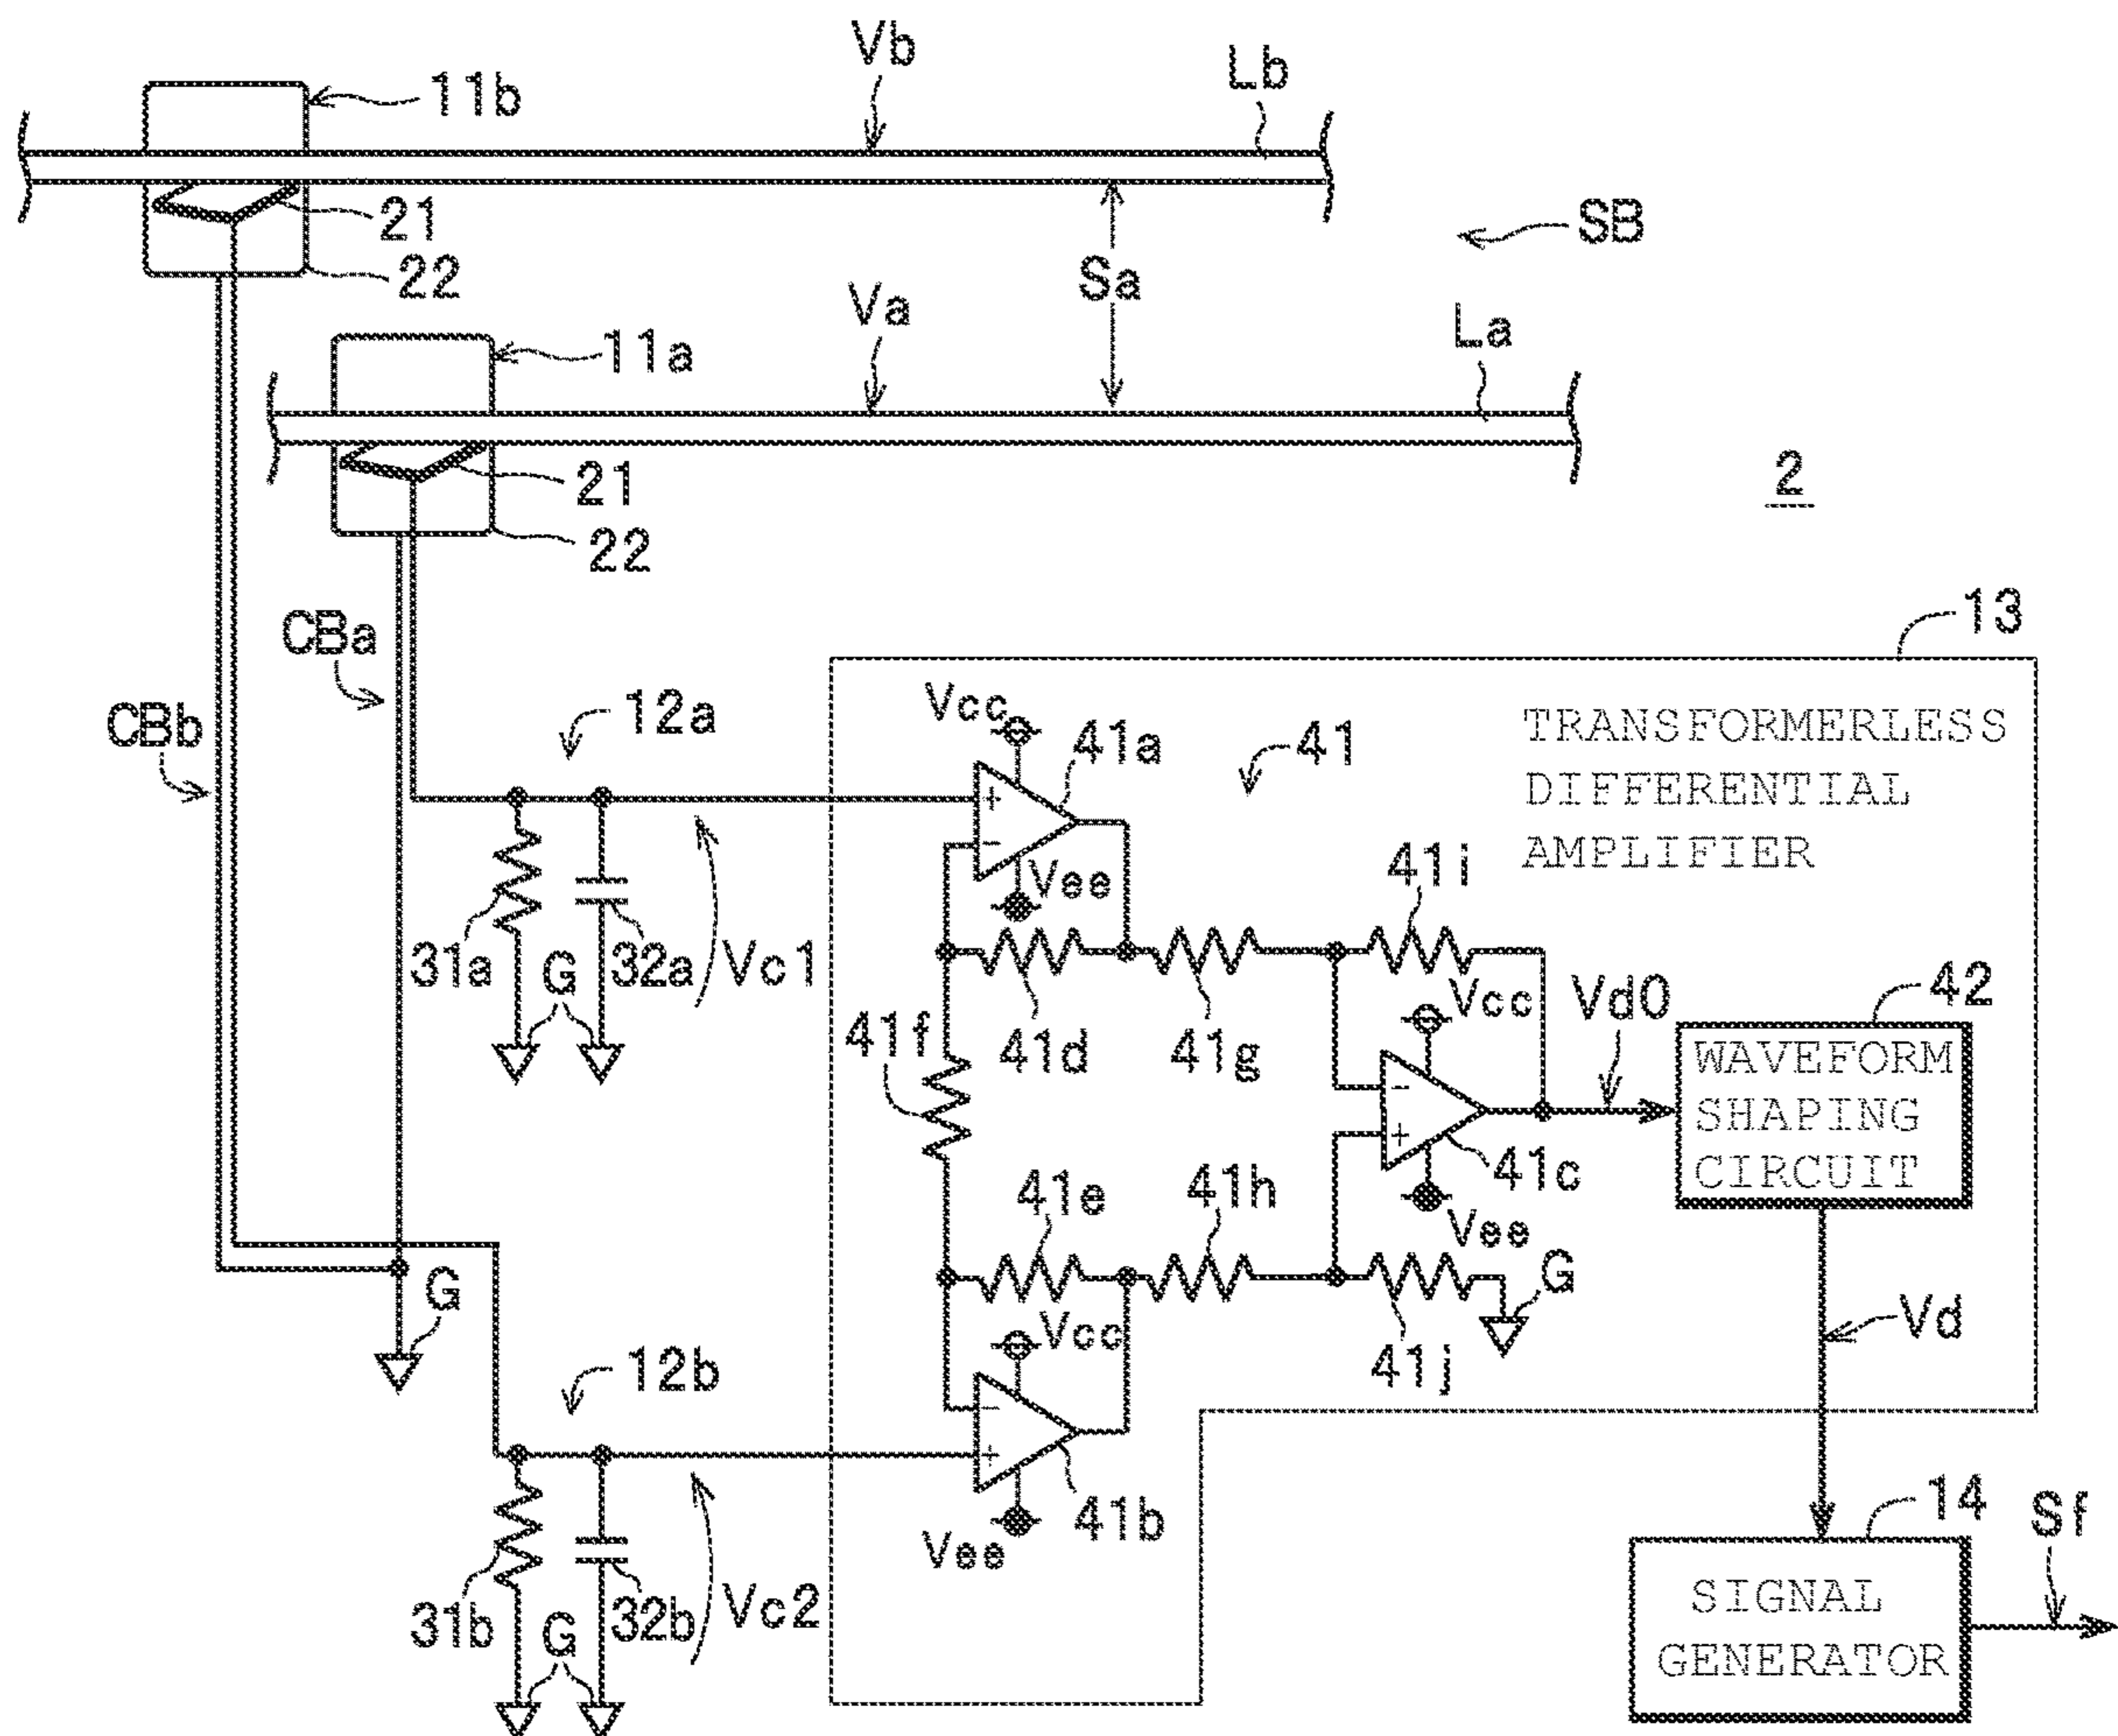 Vb
Lb
11b
21
22
SB
Sa
Va
La
11a
21
22
2
13
CBa
CBb
12a
Vcc
41a
41
TRANSFORMERLESS
DIFFERENTIAL
AMPLIFIER
Vee
41i
31a
G
32a
Vc1
41f
41d
41g
Vcc
Vd0
42
WAVEFORM
SHAPING
CIRCUIT
41e
41h
41c
Vee
G
G
Vcc
41j
Vd
12b
41b
Vee
14
Sf
31b
G
32b
Vc2
SIGNAL
GENERATOR